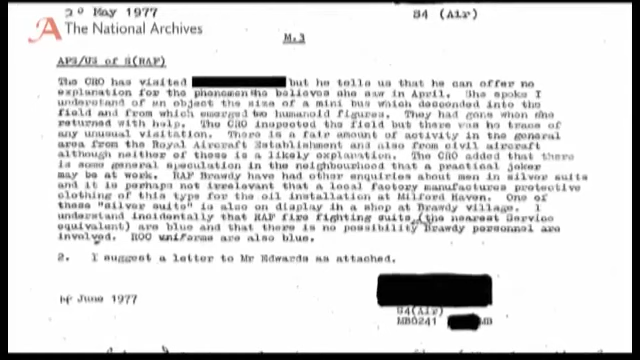 20 May 1977
S4 (Air)
The National Archives
M.3
APS/US of S(RAF)
The CRO has visited but he tells us that he can offer no
explanation for the phenomena he believes she saw in April. She spoke I
understand of an object the size of a mini bus which descended into the
field and from which emerged two humanoid figures. They had gone when she
returned with help. The CRO inspected the field but there was no trace of
any unusual visitation. There is a fair amount of activity in the general
area from the Royal Aircraft Establishment and also from civil aircraft
although neither of these is a likely explanation. The CRO added that there
is some general speculation in the neighbourhood that a practical joker
may be at work. RAF Brawdy have had other enquiries about men in silver suits
and it is perhaps not irrelevant that a local factory manufactures protective
clothing of this type for the oil installation at Milford Haven. One of
these "silver suits" is also on display in a shop at Brawdy village. I
understand incidentally that RAF fire fighting suits (the nearest Service
equivalent) are blue and that there is no possibility Brawdy personnel are
involved. ROC uniforms are also blue.
2. I suggest a letter to Mr Edwards as attached.
June 1977
S4(Air)
MB0241 MB